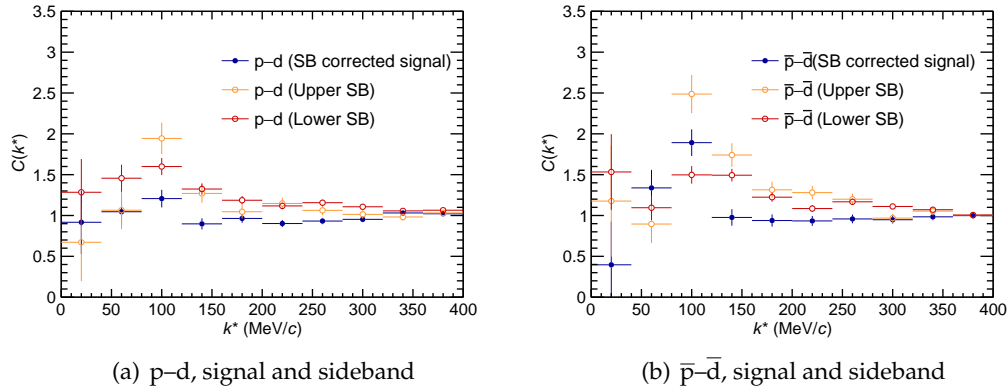 C(k*)
3.5
3
2.5
2
1.5
1
0.5
0
p–d (SB corrected signal)
p–d (Upper SB)
p–d (Lower SB)
0 50 100 150 200 250 300 350 400
k* (MeV/c)
(a) p–d, signal and sideband
C(k*)
3.5
3
2.5
2
1.5
1
0.5
0
p̅–d̅(SB corrected signal)
p̅–d̅ (Upper SB)
p̅–d̅ (Lower SB)
0 50 100 150 200 250 300 350 400
k* (MeV/c)
(b) p̅–d̅, signal and sideband